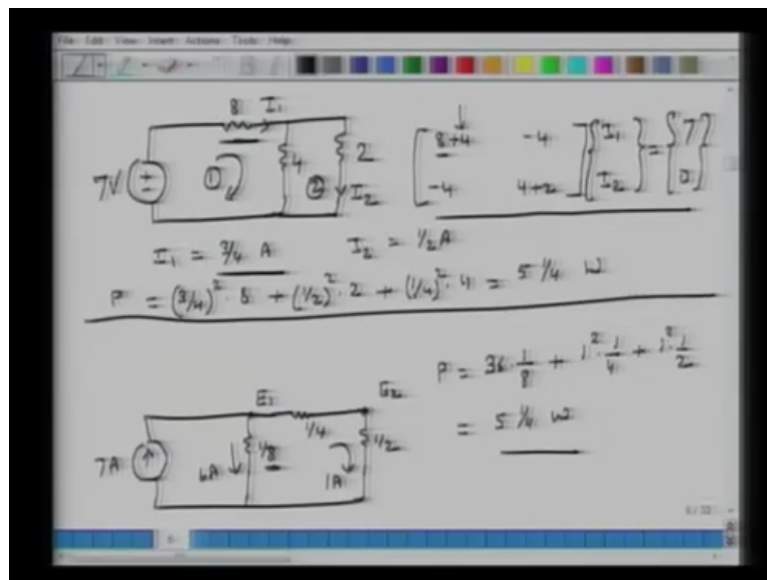 File Edit View Insert Actions Tools Help
8 I₁
7V + − ① 4 ② 2 I₂
[ 8+4 −4 ] { I₁ } = { 7 }
[ −4 4+2 ] { I₂ } { 0 }
I₁ = 3/4 A I₂ = 1/2 A
P = (3/4)² · 8 + (1/2)² · 2 + (1/4)² · 4 = 5 1/4 W
P = 36 · 1/8 + 1² · 1/4 + 1² · 1/2
= 5 1/4 W
E₁ E₂
1/4
7A 6A 1/8 1A 1/2